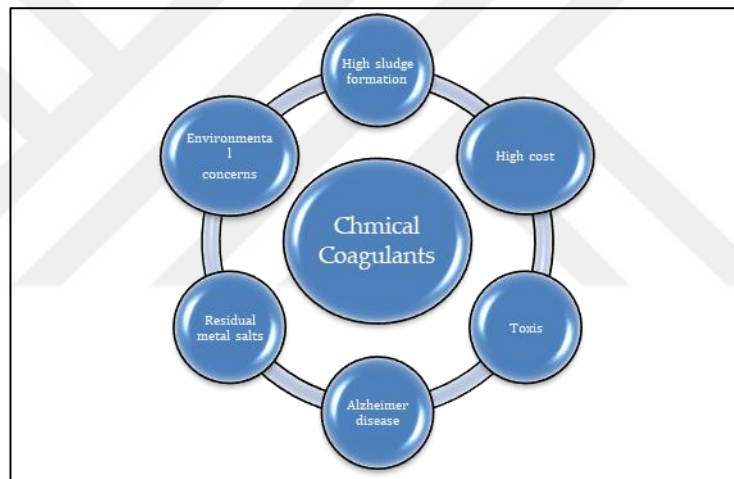 High sludge
formation
Environmenta
l
concerns
High cost
Chmical
Coagulants
Residual
metal salts
Toxis
Alzheimer
disease